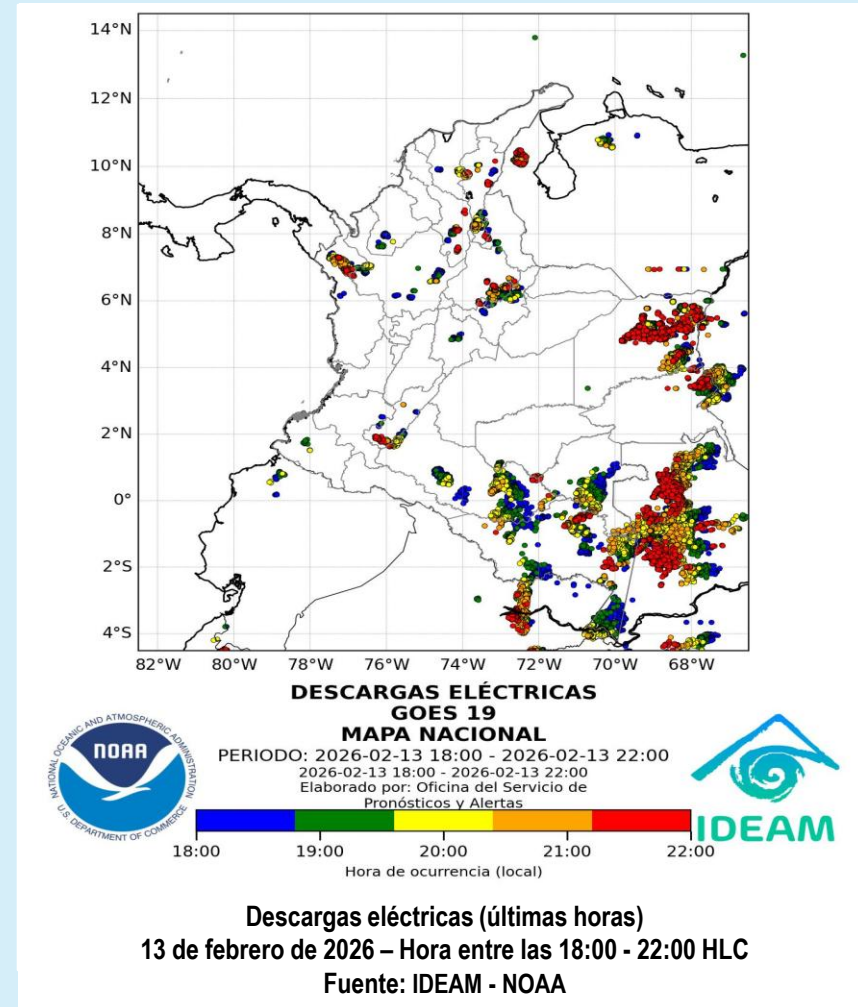 14°N
12°N
10°N
8°N
6°N
4°N
2°N
0°
2°S
4°S
82°W 80°W 78°W 76°W 74°W 72°W 70°W 68°W
DESCARGAS ELÉCTRICAS
GOES 19
MAPA NACIONAL
PERIODO: 2026-02-13 18:00 - 2026-02-13 22:00
2026-02-13 18:00 - 2026-02-13 22:00
Elaborado por: Oficina del Servicio de
Pronósticos y Alertas
NATIONAL OCEANIC AND ATMOSPHERIC ADMINISTRATION
NOAA
U.S. DEPARTMENT OF COMMERCE
IDEAM
18:00 19:00 20:00 21:00 22:00
Hora de ocurrencia (local)
Descargas eléctricas (últimas horas)
13 de febrero de 2026 – Hora entre las 18:00 - 22:00 HLC
Fuente: IDEAM - NOAA